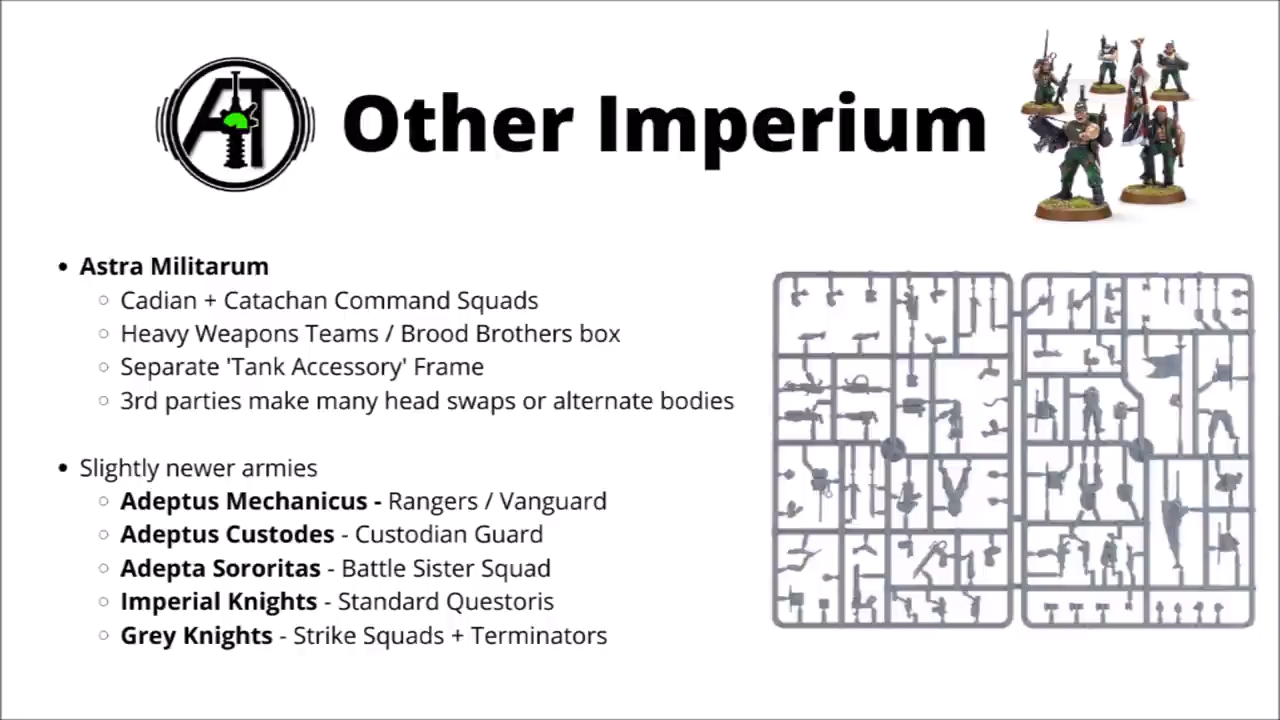 AT
Other Imperium
• Astra Militarum
○ Cadian + Catachan Command Squads
○ Heavy Weapons Teams / Brood Brothers box
○ Separate 'Tank Accessory' Frame
○ 3rd parties make many head swaps or alternate bodies
• Slightly newer armies
○ Adeptus Mechanicus - Rangers / Vanguard
○ Adeptus Custodes - Custodian Guard
○ Adepta Sororitas - Battle Sister Squad
○ Imperial Knights - Standard Questoris
○ Grey Knights - Strike Squads + Terminators